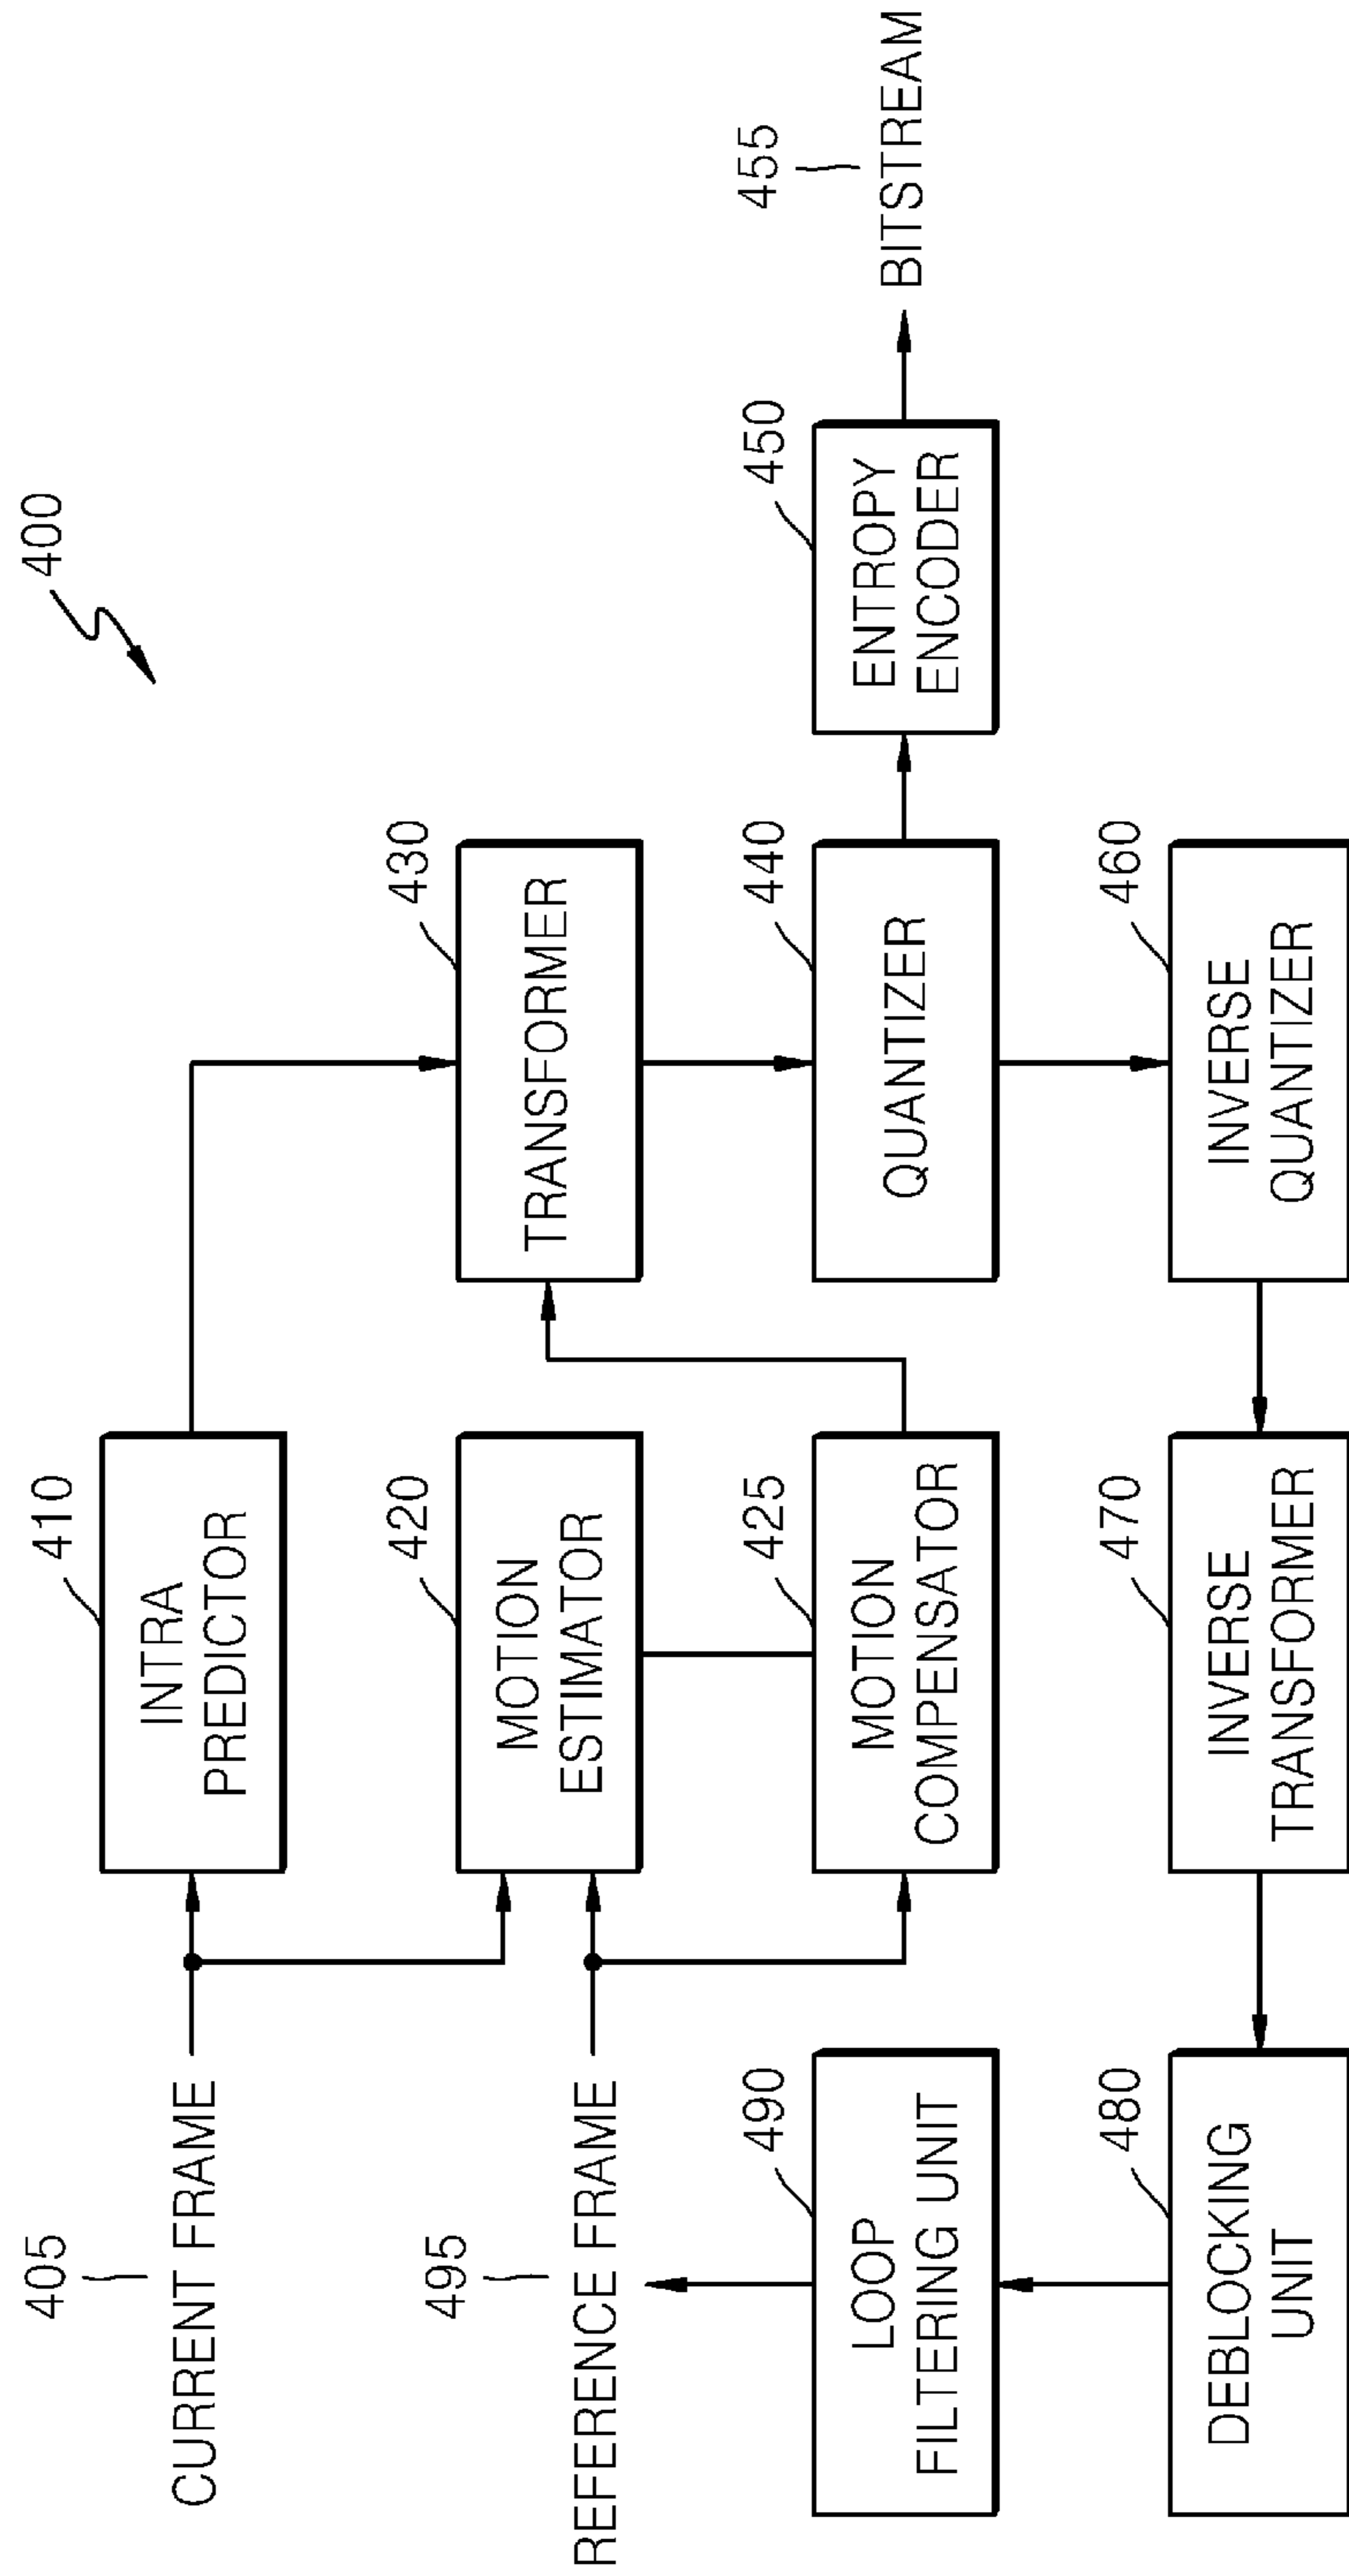 400
405
CURRENT FRAME
410
INTRA
PREDICTOR
495
REFERENCE FRAME
420
MOTION
ESTIMATOR
430
TRANSFORMER
490
LOOP
FILTERING UNIT
425
MOTION
COMPENSATOR
440
QUANTIZER
450
ENTROPY
ENCODER
455
BITSTREAM
480
DEBLOCKING
UNIT
470
INVERSE
TRANSFORMER
460
INVERSE
QUANTIZER